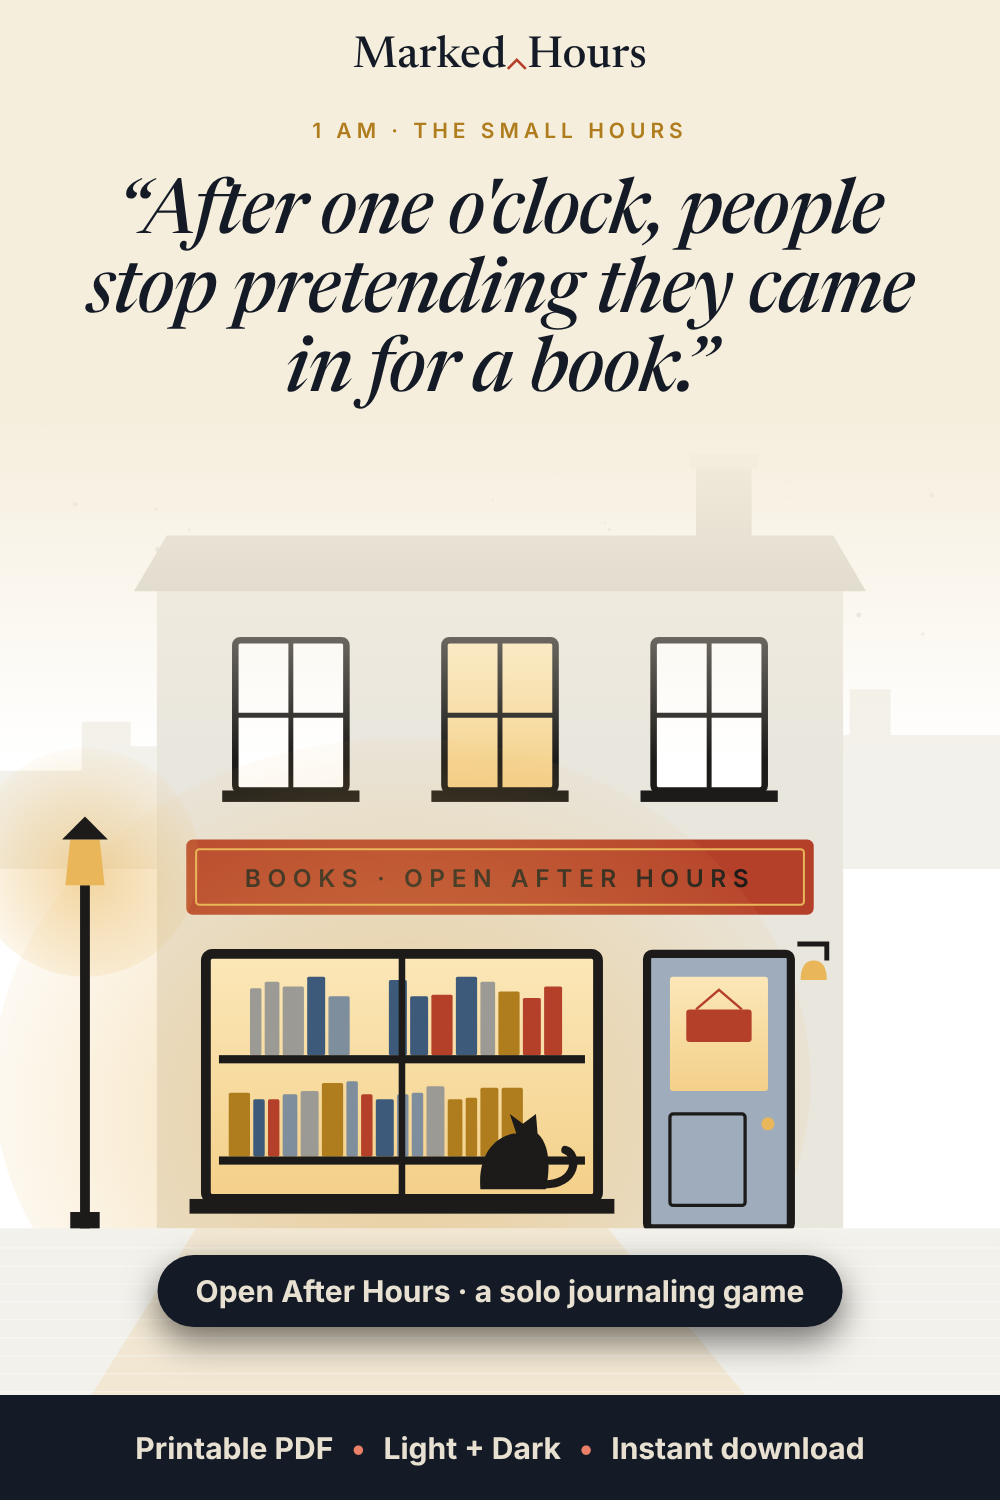 Marked‸Hours
1 AM · THE SMALL HOURS
“After one o'clock, people
stop pretending they came
in for a book.”
BOOKS · OPEN AFTER HOURS
Open After Hours · a solo journaling game
Printable PDF • Light + Dark • Instant download